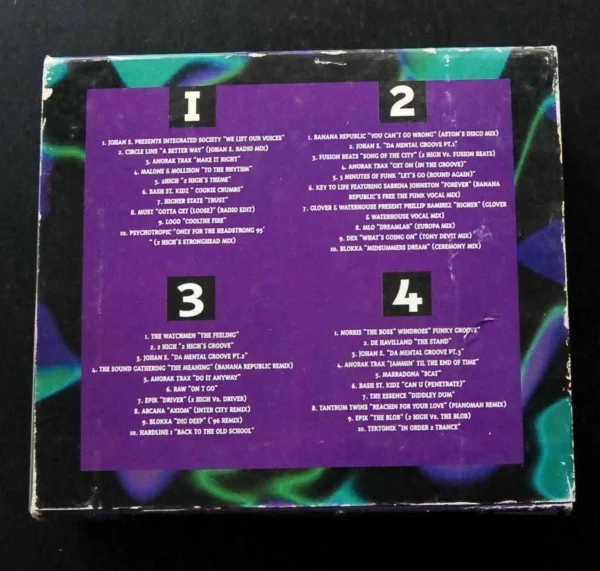 1
1. JOHAN S. PRESENTS INTEGRATED SOCIETY "WE LIFT OUR VOICES"
2. CIRCLE LINE "A BETTER WAY" (JOHAN S. RADIO MIX)
3. ANORAK TRAX "MAKE IT RIGHT"
4. MALONE & MOLLISON "TO THE RHYTHM"
5. 2HIGH "2 HIGH'S THEME"
6. BASH ST. KIDZ "COOKIE CRUMBS"
7. HIGHER STATE "TRUST"
8. MUST "GOTTA GET (LOOSE)" (RADIO EDIT)
9. LOGO "COOLTHE FIRE"
10. PSYCHOTROPIC "ONLY FOR THE HEADSTRONG 95'
" (2 HIGH'S STRONGHEAD MIX)
2
1. BANANA REPUBLIC "YOU CAN'T GO WRONG" (ASTON'S DISCO MIX)
2. JOHAN S. "DA MENTAL GROOVE PT.1"
3. FUSION BEATS "SONG OF THE CITY" (2 HIGH VS. FUSION BEATS)
4. ANORAK TRAX "GET ON (IN THE GROOVE)"
5. 5 MINUTES OF FUNK "LET'S GO (ROUND AGAIN)"
6. KEY TO LIFE FEATURING SABRINA JOHNSTON "FOREVER" (BANANA
REPUBLIC'S FREE THE FUNK VOCAL MIX)
7. GLOVER & WATERHOUSE PRESENT PHILLIP RAMIREZ "HIGHER" (GLOVER
& WATERHOUSE VOCAL MIX)
8. MLO "DREAMLAB" (EUROPA MIX)
9. DEX "WHAT'S GOING ON" (TONY DEVIT MIX)
10. BLOKKA "MIDSUMMERS DREAM" (CEREMONY MIX)
3
1. THE WATCHMEN "THE FEELING"
2. 2 HIGH "2 HIGH'S GROOVE"
3. JOHAN S. "DA MENTAL GROOVE PT.2"
4. THE SOUND GATHERING "THE MEANING" (BANANA REPUBLIC REMIX)
5. ANORAK TRAX "DO IT ANYWAY"
6. RAW "ON T GO"
7. EPIK "DRIVER" (2 HIGH VS. DRIVER)
8. ARCANA "AXIOM" (INTER CITY REMIX)
9. BLOKKA "DIG DEEP" ('96 REMIX)
10. HARDLINE : "BACK TO THE OLD SCHOOL"
4
1. NORRIS "THE BOSS" WINDROSS" FUNKY GROOVE"
2. DE HAVILLAND "THE STAND"
3. JOHAN S. "DA MENTAL GROOVE PT.3"
4. ANORAK TRAX "JAMMIN' TIL THE END OF TIME"
5. MARRADONA "SCAT"
6. BASH ST. KIDZ "CAN U (PENETRATE)"
7. THE ESSENCE "DIDDLEY DUM"
8. TANTRUM TWINS "REACHIN FOR YOUR LOVE" (PIANOMAN REMIX)
9. EPIK "THE BLOB" (2 HIGH VS. THE BLOB)
10. TEKTONIK "IN ORDER 2 TRANCE"